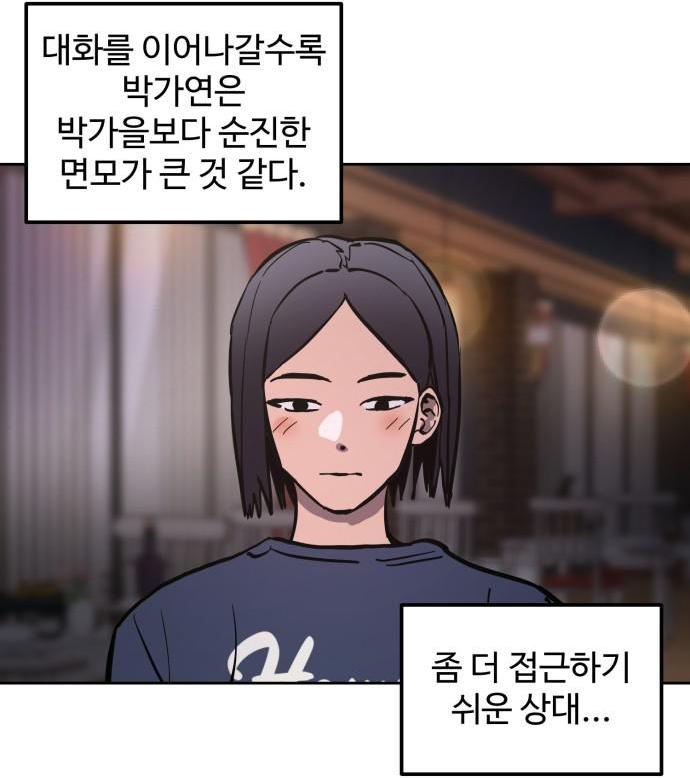 대화를 이어나갈수록
박가연은
박가을보다 순진한
면모가 큰 것 같다.
좀 더 접근하기
쉬운 상대...